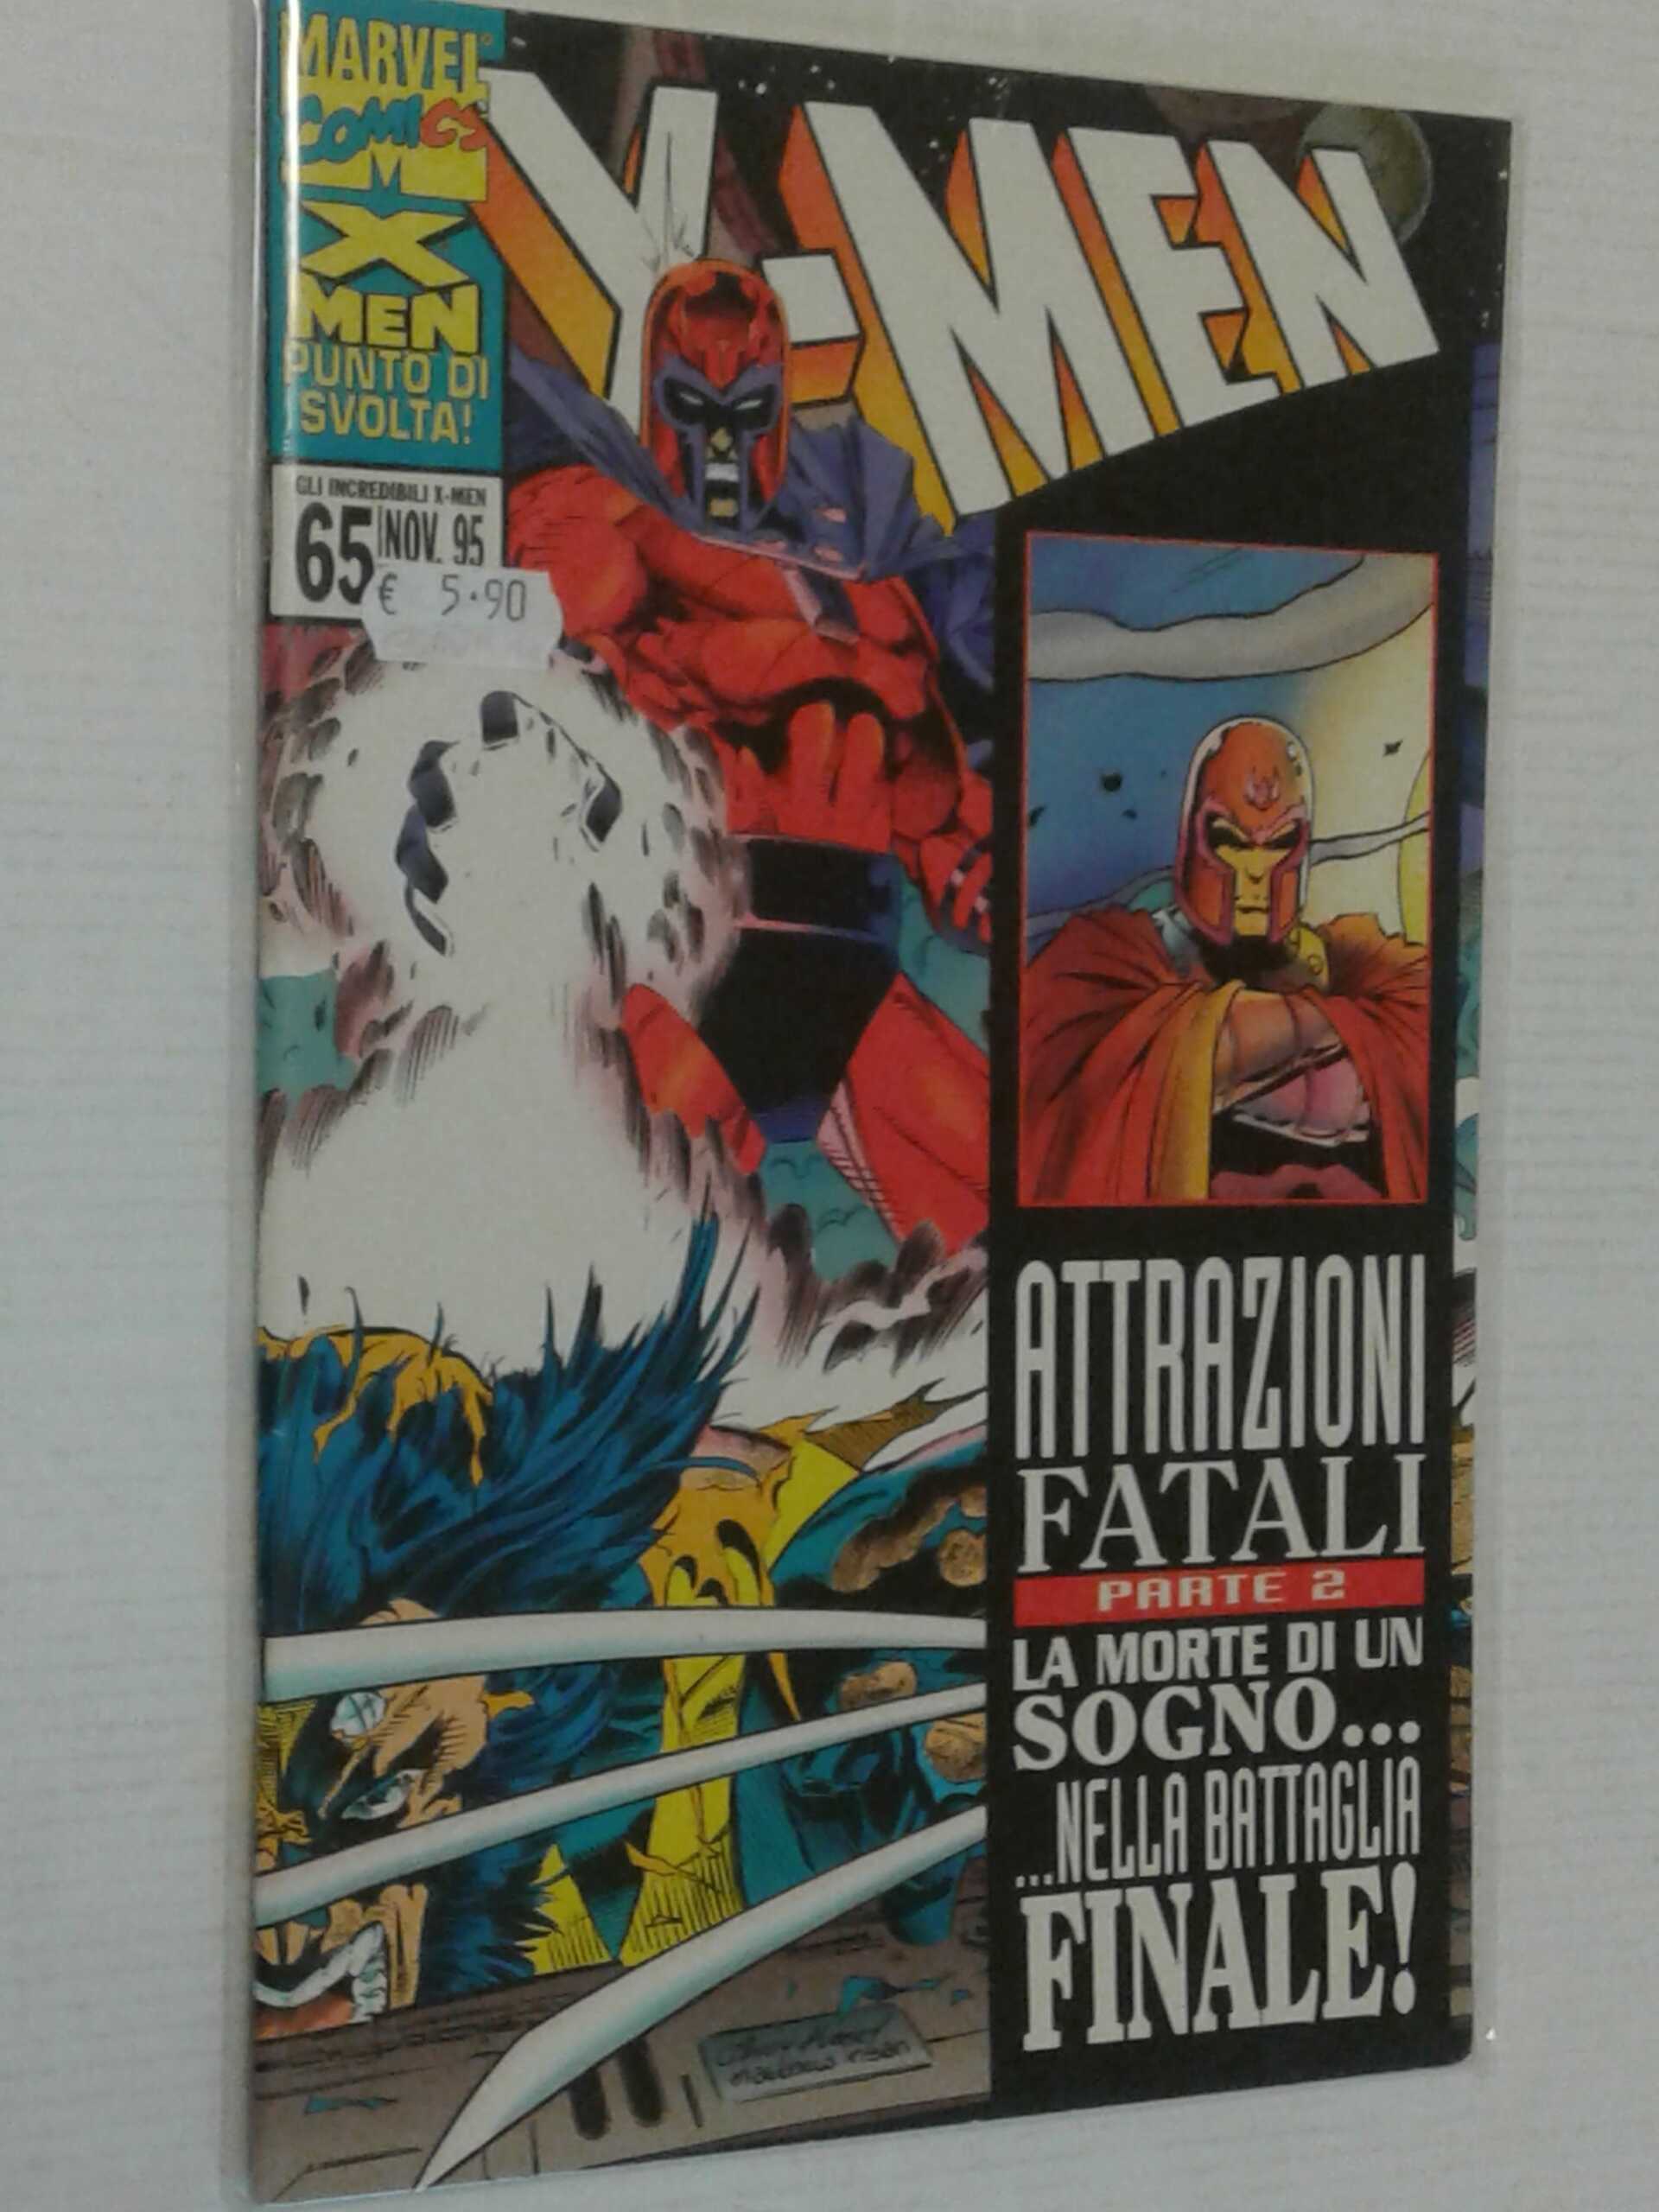 MARVEL
COMICS
X-MEN
X
MEN
PUNTO DI
SVOLTA!
GLI INCREDIBILI X-MEN
65 NOV. 95
€ 5.90
ATTRAZIONI
FATALI
PARTE 2
LA MORTE DI UN
SOGNO...
...NELLA BATTAGLIA
FINALE!